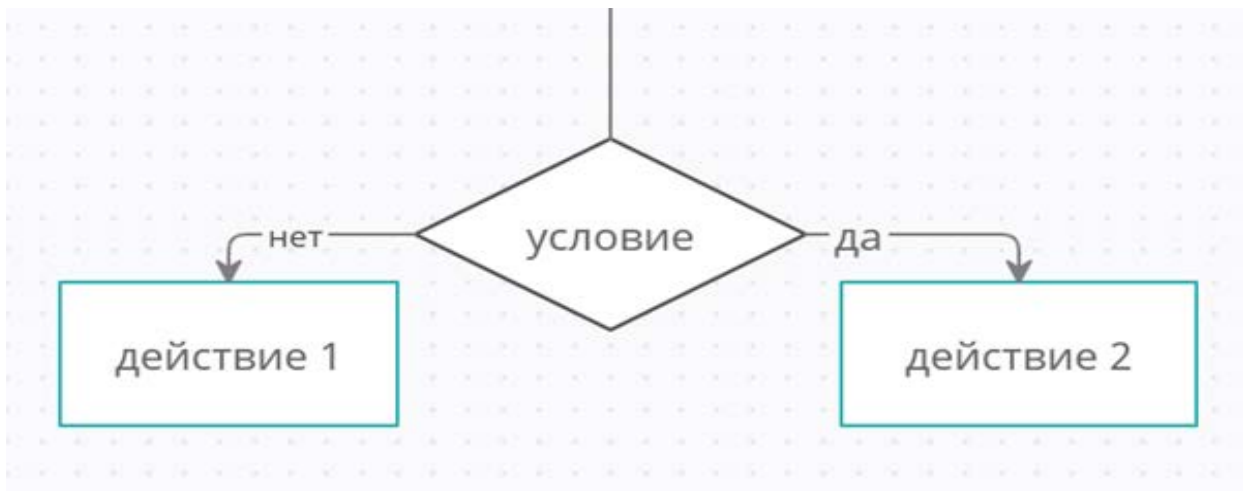 условие
нет
да
действие 1
действие 2